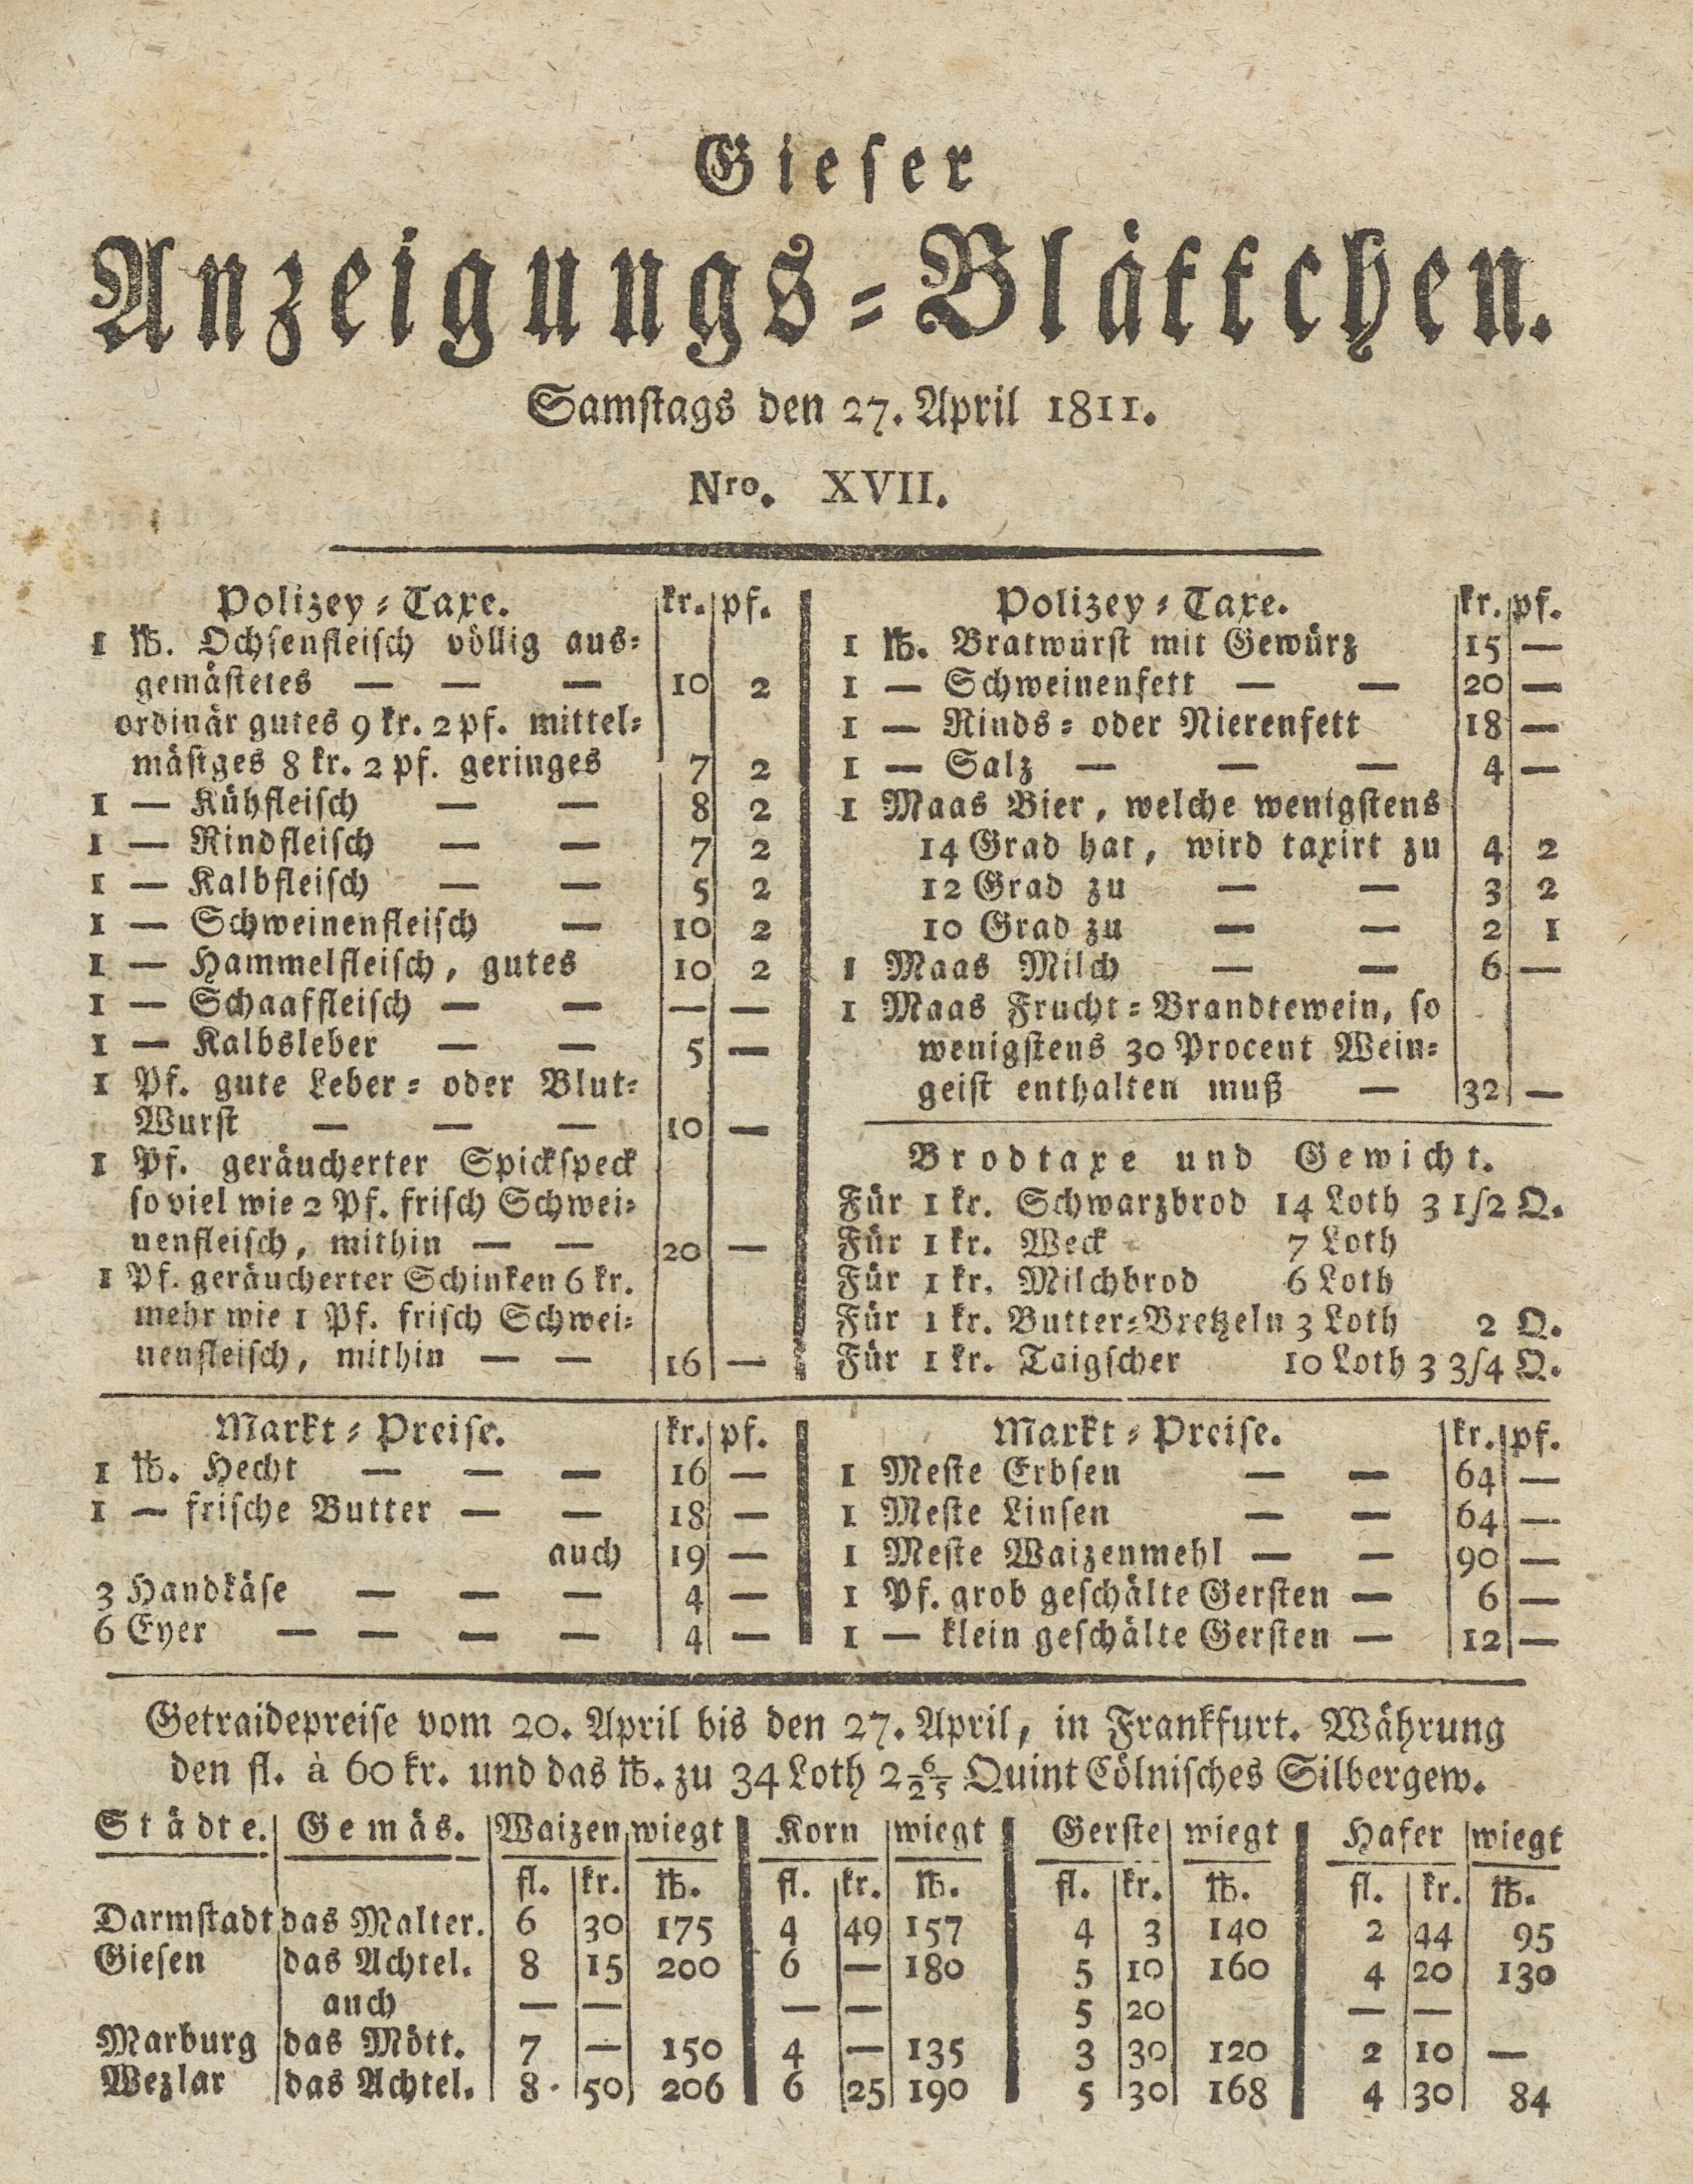 Gieser
Anzeigungs-Blättchen.
Samstags den 27. April 1811.
Nro. XVII.
Polizey-Taxe. kr. pf.
1 ℔. Ochsenfleisch völlig aus-
gemästetes — — — 10 2
ordinär gutes 9 kr. 2 pf. mittel-
mäsiges 8 kr. 2 pf. geringes 7 2
1 — Kühfleisch — — 8 2
1 — Rindfleisch — — 7 2
1 — Kalbfleisch — — 5 2
1 — Schweinenfleisch — 10 2
1 — Hammelfleisch, gutes 10 2
1 — Schaaffleisch — — — —
1 — Kalbsleber — — 5 —
1 Pf. gute Leber- oder Blut-
Wurst — — — 10 —
1 Pf. geräucherter Spickspeck
so viel wie 2 Pf. frisch Schwei-
nenfleisch, mithin — — 20 —
1 Pf. geräucherter Schinken 6 kr.
mehr wie 1 Pf. frisch Schwei-
nenfleisch, mithin — — 16 —
Polizey-Taxe. kr. pf.
1 ℔. Bratwurst mit Gewürz 15 —
1 — Schweinenfett — — 20 —
1 — Rinds- oder Nierenfett 18 —
1 — Salz — — — 4 —
1 Maas Bier, welche wenigstens
14 Grad hat, wird taxirt zu 4 2
12 Grad zu — — 3 2
10 Grad zu — — 2 1
1 Maas Milch — — 6 —
1 Maas Frucht-Brandtewein, so
wenigstens 30 Procent Wein-
geist enthalten muß — 32 —
Brodtaxe und Gewicht.
Für 1 kr. Schwarzbrod 14 Loth 3 1/2 Q.
Für 1 kr. Weck 7 Loth
Für 1 kr. Milchbrod 6 Loth
Für 1 kr. Butter-Bretzeln 3 Loth 2 Q.
Für 1 kr. Taigscher 10 Loth 3 3/4 Q.
Markt-Preise. kr. pf.
1 ℔. Hecht — — — 16 —
1 — frische Butter — — 18 —
auch 19 —
3 Handkäse — — — 4 —
6 Eyer — — — — 4 —
Markt-Preise. kr. pf.
1 Meste Erbsen — — 64 —
1 Meste Linsen — — 64 —
1 Meste Waizenmehl — — 90 —
1 Pf. grob geschälte Gersten — 6 —
1 — klein geschälte Gersten — 12 —
Getraidepreise vom 20. April bis den 27. April, in Frankfurt. Währung
den fl. à 60 kr. und das ℔. zu 34 Loth 2 6/25 Quint Cölnisches Silbergew.
Städte. Gemäs. Waizen wiegt Korn wiegt Gerste wiegt Hafer wiegt
fl. kr. ℔. fl. kr. ℔. fl. kr. ℔. fl. kr. ℔.
Darmstadt das Malter. 6 30 175 4 49 157 4 3 140 2 44 95
Giesen das Achtel. 8 15 200 6 — 180 5 10 160 4 20 130
auch — — — — 5 20 — —
Marburg das Mött. 7 — 150 4 — 135 3 30 120 2 10 —
Wezlar das Achtel. 8 50 206 6 25 190 5 30 168 4 30 84